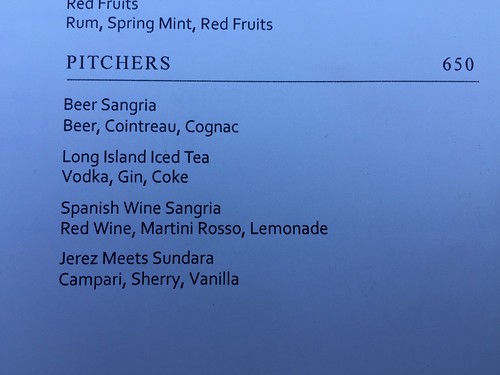 Red Fruits
Rum, Spring Mint, Red Fruits
PITCHERS 650
Beer Sangria
Beer, Cointreau, Cognac
Long Island Iced Tea
Vodka, Gin, Coke
Spanish Wine Sangria
Red Wine, Martini Rosso, Lemonade
Jerez Meets Sundara
Campari, Sherry, Vanilla